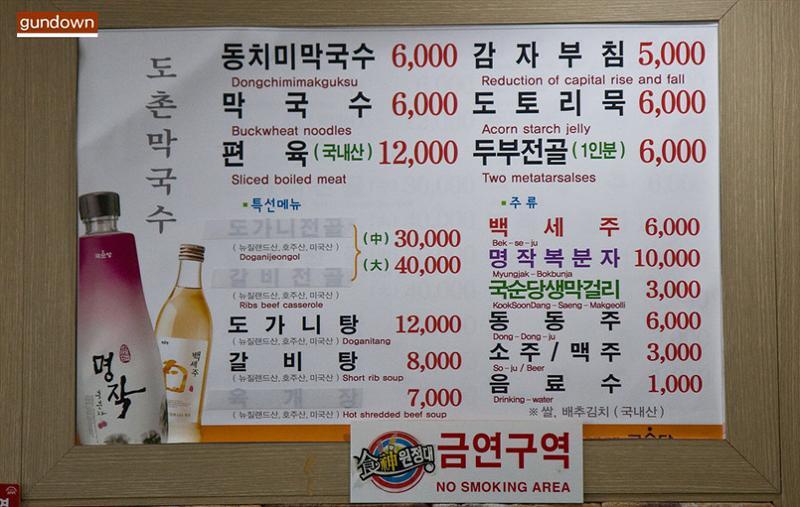 gundown
도촌막국수
동치미막국수 6,000
Dongchimimakguksu
막국수 6,000
Buckwheat noodles
편육 (국내산) 12,000
Sliced boiled meat
감자부침 5,000
Reduction of capital rise and fall
도토리묵 6,000
Acorn starch jelly
두부전골 (1인분) 6,000
Two metatarsalses
특선메뉴
도가니전골
(뉴질랜드산, 호주산, 미국산)
Doganijeongol
(中) 30,000
(大) 40,000
갈비전골
(뉴질랜드산, 호주산, 미국산)
Ribs beef casserole
도가니탕 12,000
(뉴질랜드산, 호주산, 미국산) Doganitang
갈비탕 8,000
(뉴질랜드산, 호주산, 미국산) Short rib soup
육개장 7,000
(뉴질랜드산, 호주산, 미국산) Hot shredded beef soup
주류
백세주 6,000
Bek-se-ju
명작복분자 10,000
Myungjak-Bokbunja
국순당생막걸리 3,000
KookSoonDang-Saeng-Makgeolli
동동주 6,000
Dong-Dong-ju
소주/맥주 3,000
So-ju/Beer
음료수 1,000
Drinking-water
※ 쌀, 배추김치 (국내산)
명작
백세주
食神원정대
금연구역
NO SMOKING AREA